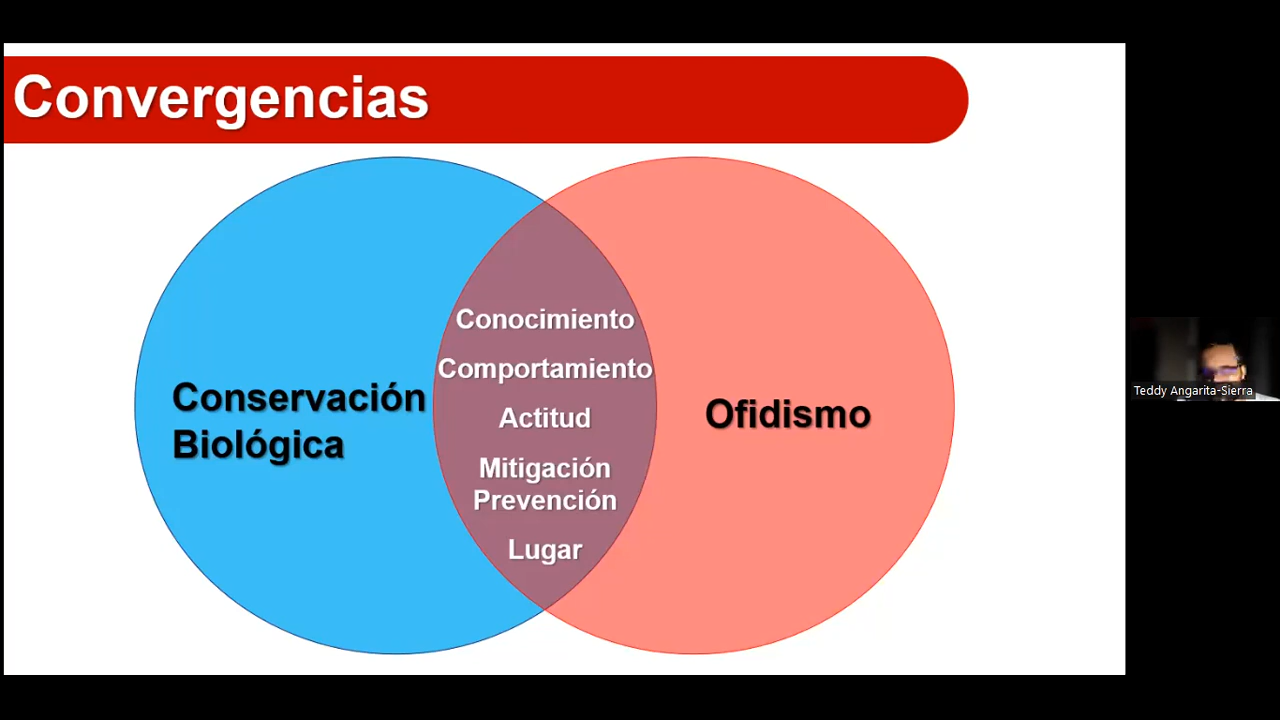 Convergencias
Conservación
Biológica
Conocimiento
Comportamiento
Actitud
Mitigación
Prevención
Lugar
Ofidismo
Teddy Angarita-Sierra